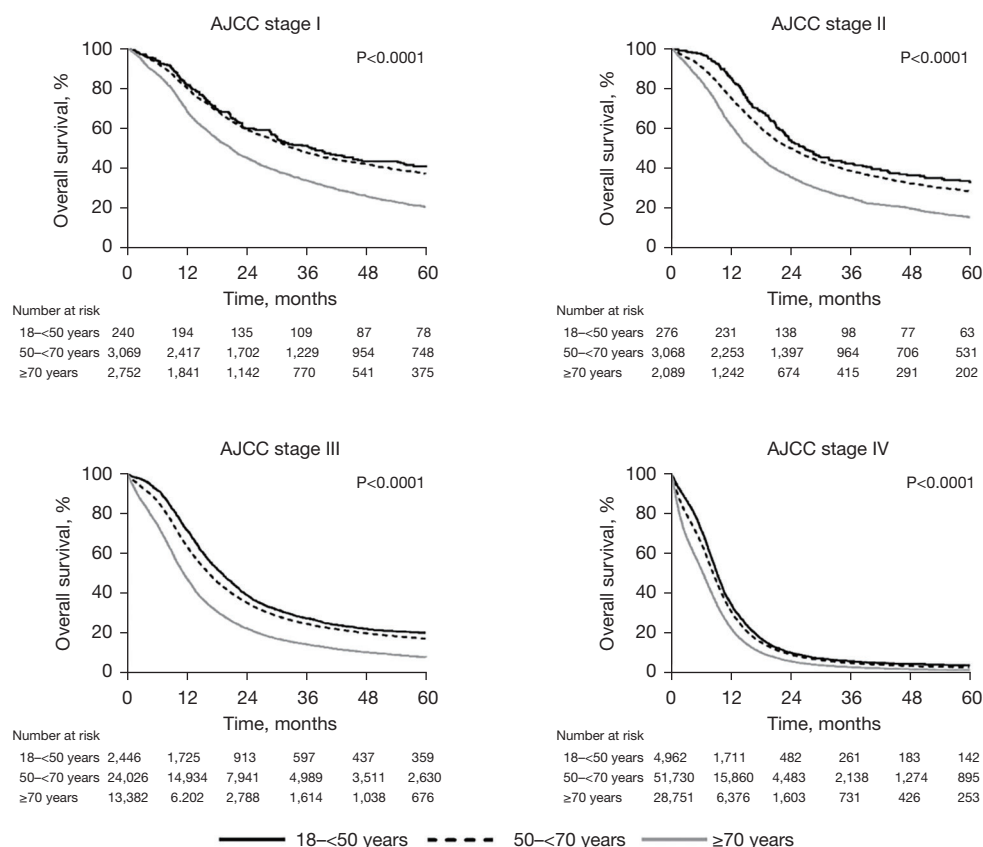 AJCC stage I
P<0.0001
Overall survival, %
100
80
60
40
20
0
0 12 24 36 48 60
Time, months
Number at risk
18–<50 years 240 194 135 109 87 78
50–<70 years 3,069 2,417 1,702 1,229 954 748
≥70 years 2,752 1,841 1,142 770 541 375
AJCC stage II
P<0.0001
Overall survival, %
100
80
60
40
20
0
0 12 24 36 48 60
Time, months
Number at risk
18–<50 years 276 231 138 98 77 63
50–<70 years 3,068 2,253 1,397 964 706 531
≥70 years 2,089 1,242 674 415 291 202
AJCC stage III
P<0.0001
Overall survival, %
100
80
60
40
20
0
0 12 24 36 48 60
Time, months
Number at risk
18–<50 years 2,446 1,725 913 597 437 359
50–<70 years 24,026 14,934 7,941 4,989 3,511 2,630
≥70 years 13,382 6.202 2,788 1,614 1,038 676
AJCC stage IV
P<0.0001
Overall survival, %
100
80
60
40
20
0
0 12 24 36 48 60
Time, months
Number at risk
18–<50 years 4,962 1,711 482 261 183 142
50–<70 years 51,730 15,860 4,483 2,138 1,274 895
≥70 years 28,751 6,376 1,603 731 426 253
18–<50 years 50–<70 years ≥70 years